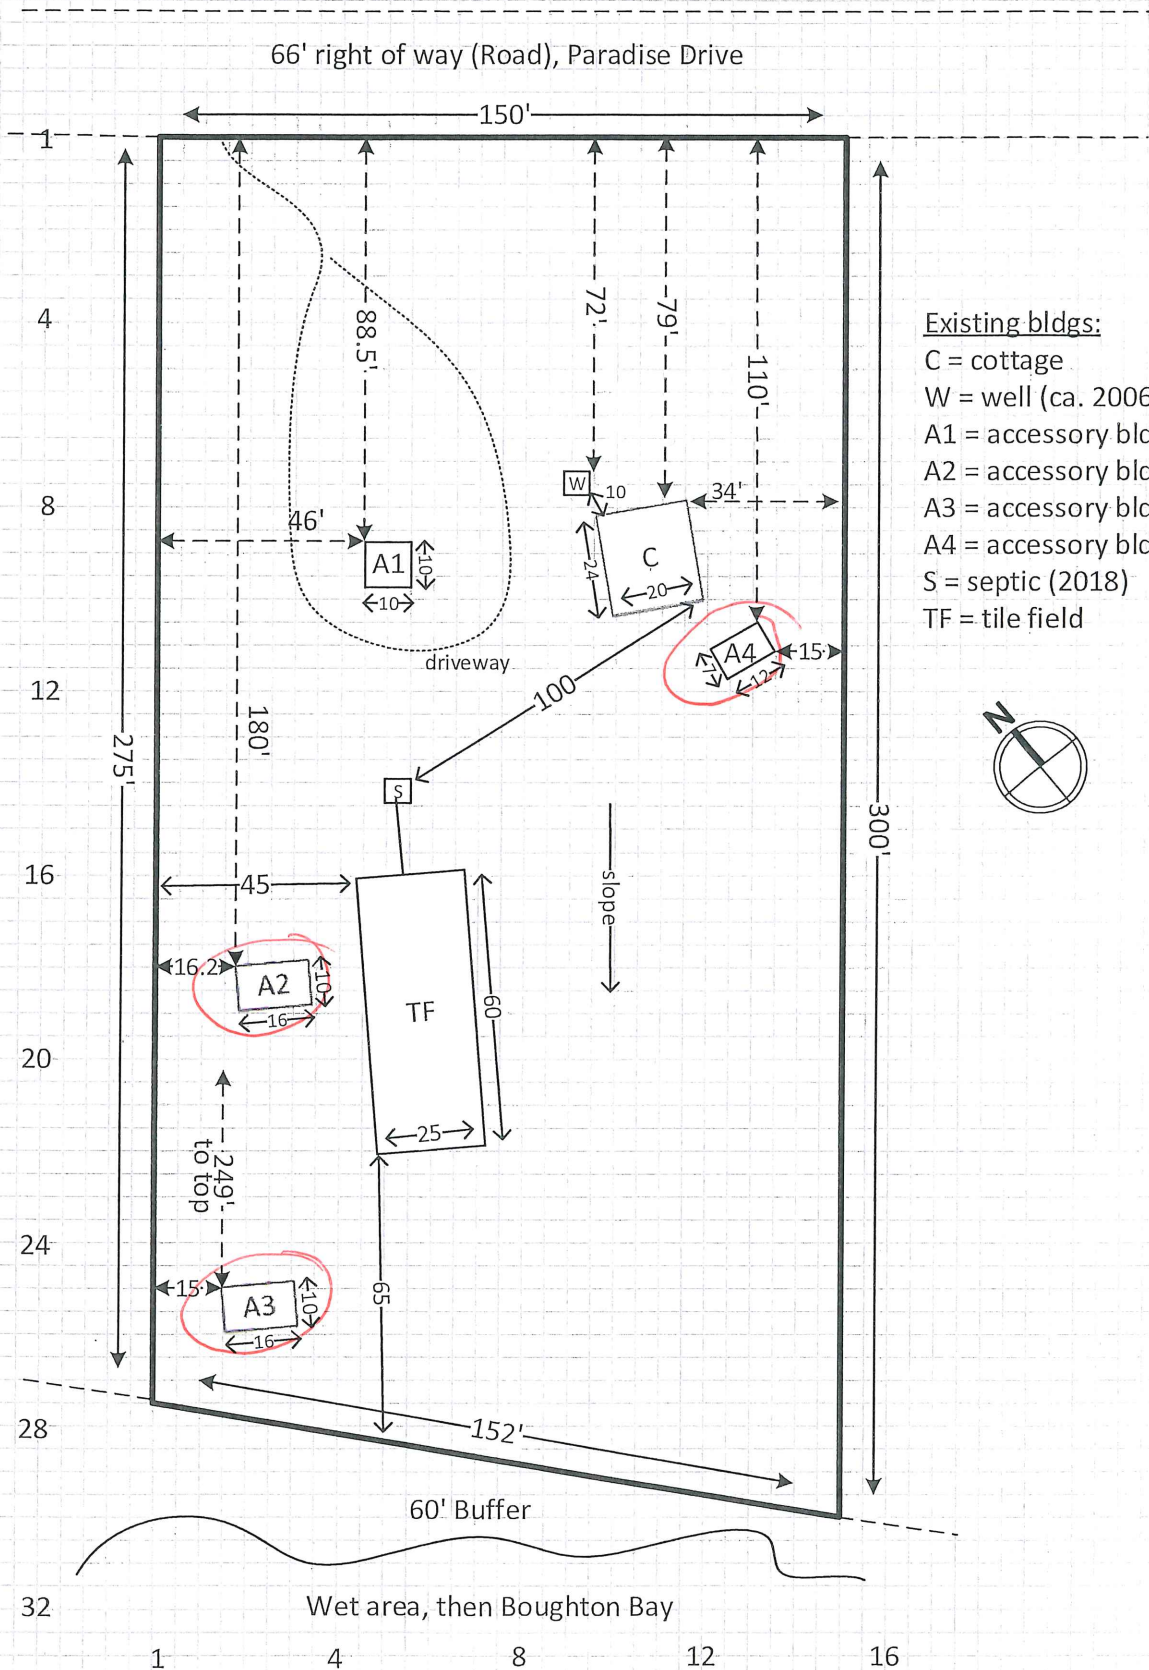 66' right of way (Road), Paradise Drive
150'
1
4
8
12
16
20
24
28
32
275'
300'
180'
88.5'
72'
79'
110'
Existing bldgs:
C = cottage
W = well (ca. 2006
A1 = accessory bld
A2 = accessory bld
A3 = accessory bld
A4 = accessory bld
S = septic (2018)
TF = tile field
W
10
34'
46'
A1
10
10
C
24
20
driveway
A4
15
7
12
100
N
S
45
slope
16.2
A2
10
16
TF
60
25
249'
to top
15
A3
10
16
65
152'
60' Buffer
Wet area, then Boughton Bay
1
4
8
12
16